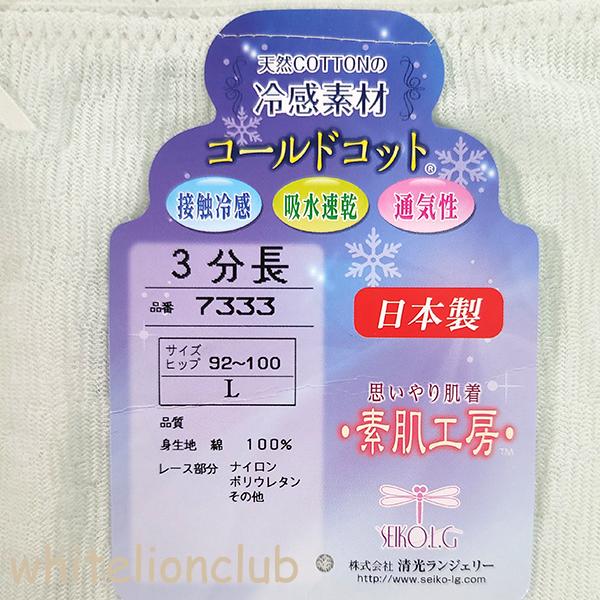 天然COTTONの
冷感素材
コールドコット®
接触冷感
吸水速乾
通気性
3分長
品番 7333
サイズ
ヒップ 92~100
L
品質
身生地 綿 100%
レース部分 ナイロン
ポリウレタン
その他
日本製
思いやり肌着
・素肌工房・™
SEIKO.L.G
株式会社 清光ランジェリー
http://www.seiko-lg.com
whitelionclub